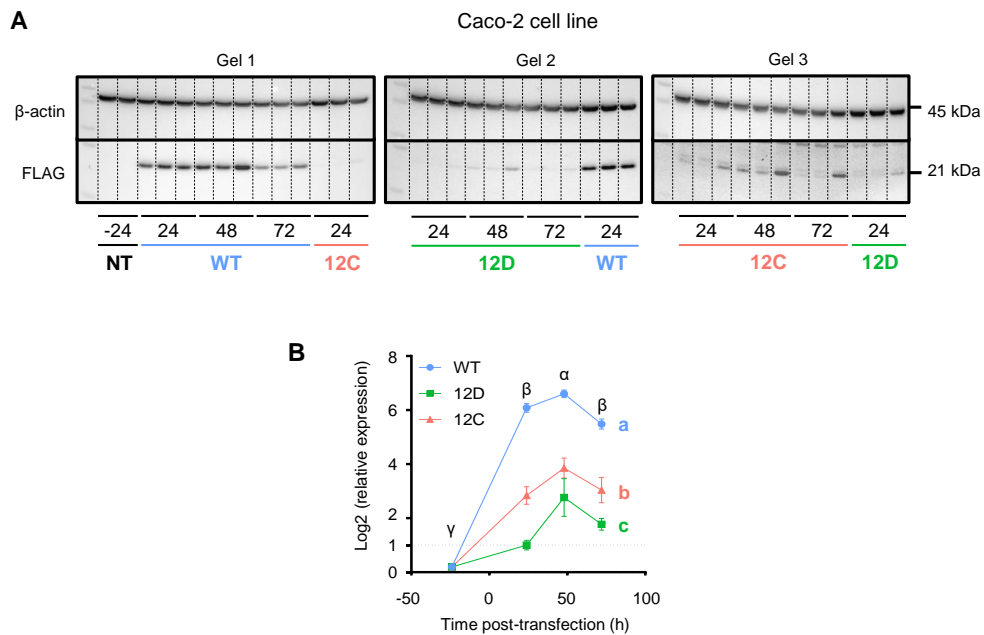 A
Caco-2 cell line
Gel 1
Gel 2
Gel 3
β-actin
45 kDa
FLAG
21 kDa
-24 24 48 72 24
NT WT 12C
24 48 72 24
12D WT
24 48 72 24
12C 12D
B
Log2 (relative expression)
8
6
4
2
1
0
WT
12D
12C
γ
β
α
β
a
b
c
-50 0 50 100
Time post-transfection (h)